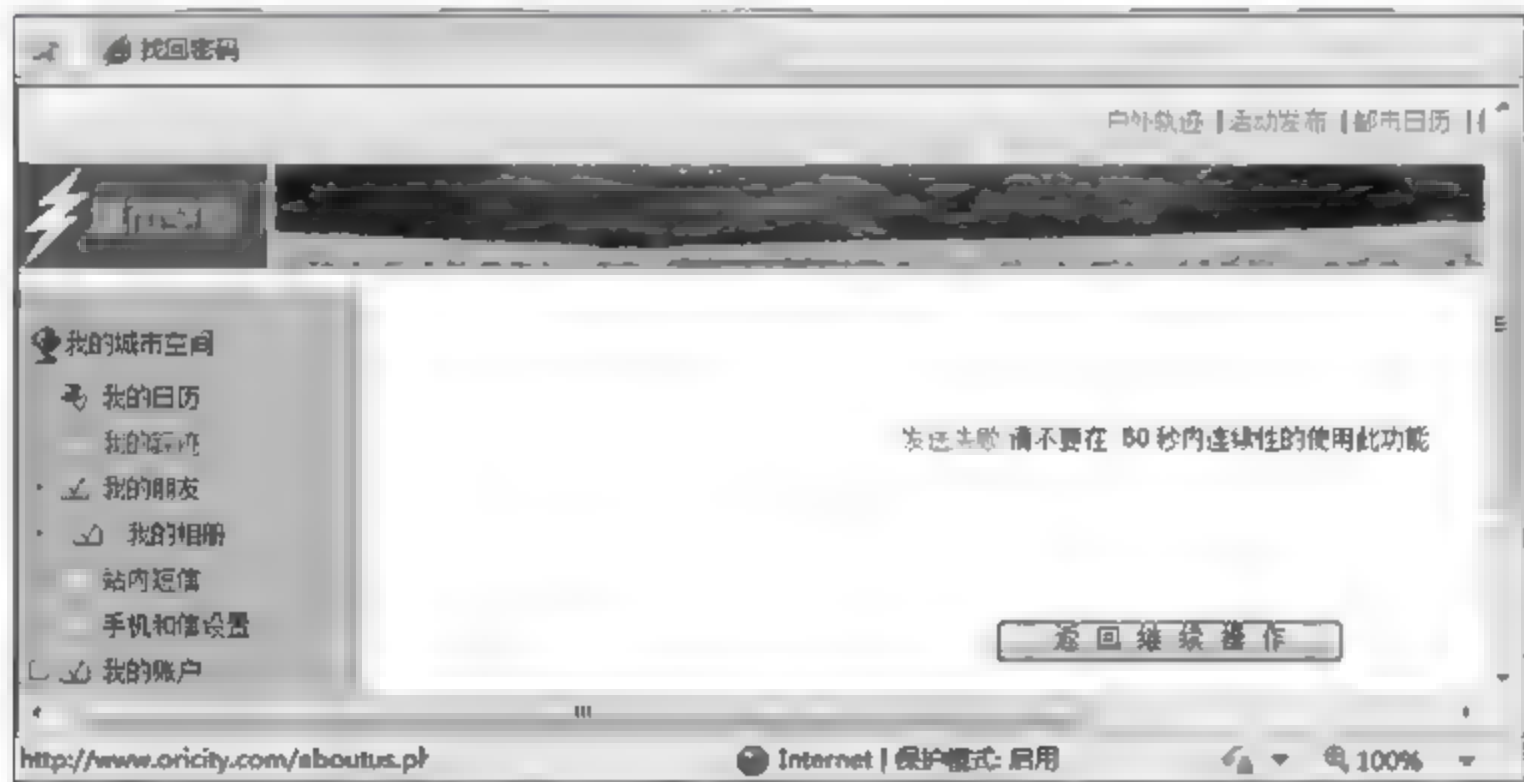 找回密码
户外轨迹 | 活动发布 | 都市日历 |
我的城市空间
我的日历
我的朋友
我的相册
站内短信
手机和信设置
我的账户
发送失败 请不要在 60 秒内连续性的使用此功能
返回继续操作
http://www.oricity.com/aboutus.ph
Internet | 保护模式: 启用
100%